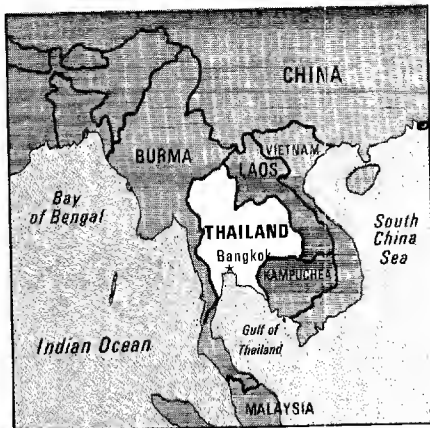 CHINA
VIETNAM
BURMA
LAOS
Bay
of Bengal
THAILAND
Bangkok
South
China
Sea
KAMPUCHEA
Gulf of
Thailand
Indian Ocean
MALAYSIA